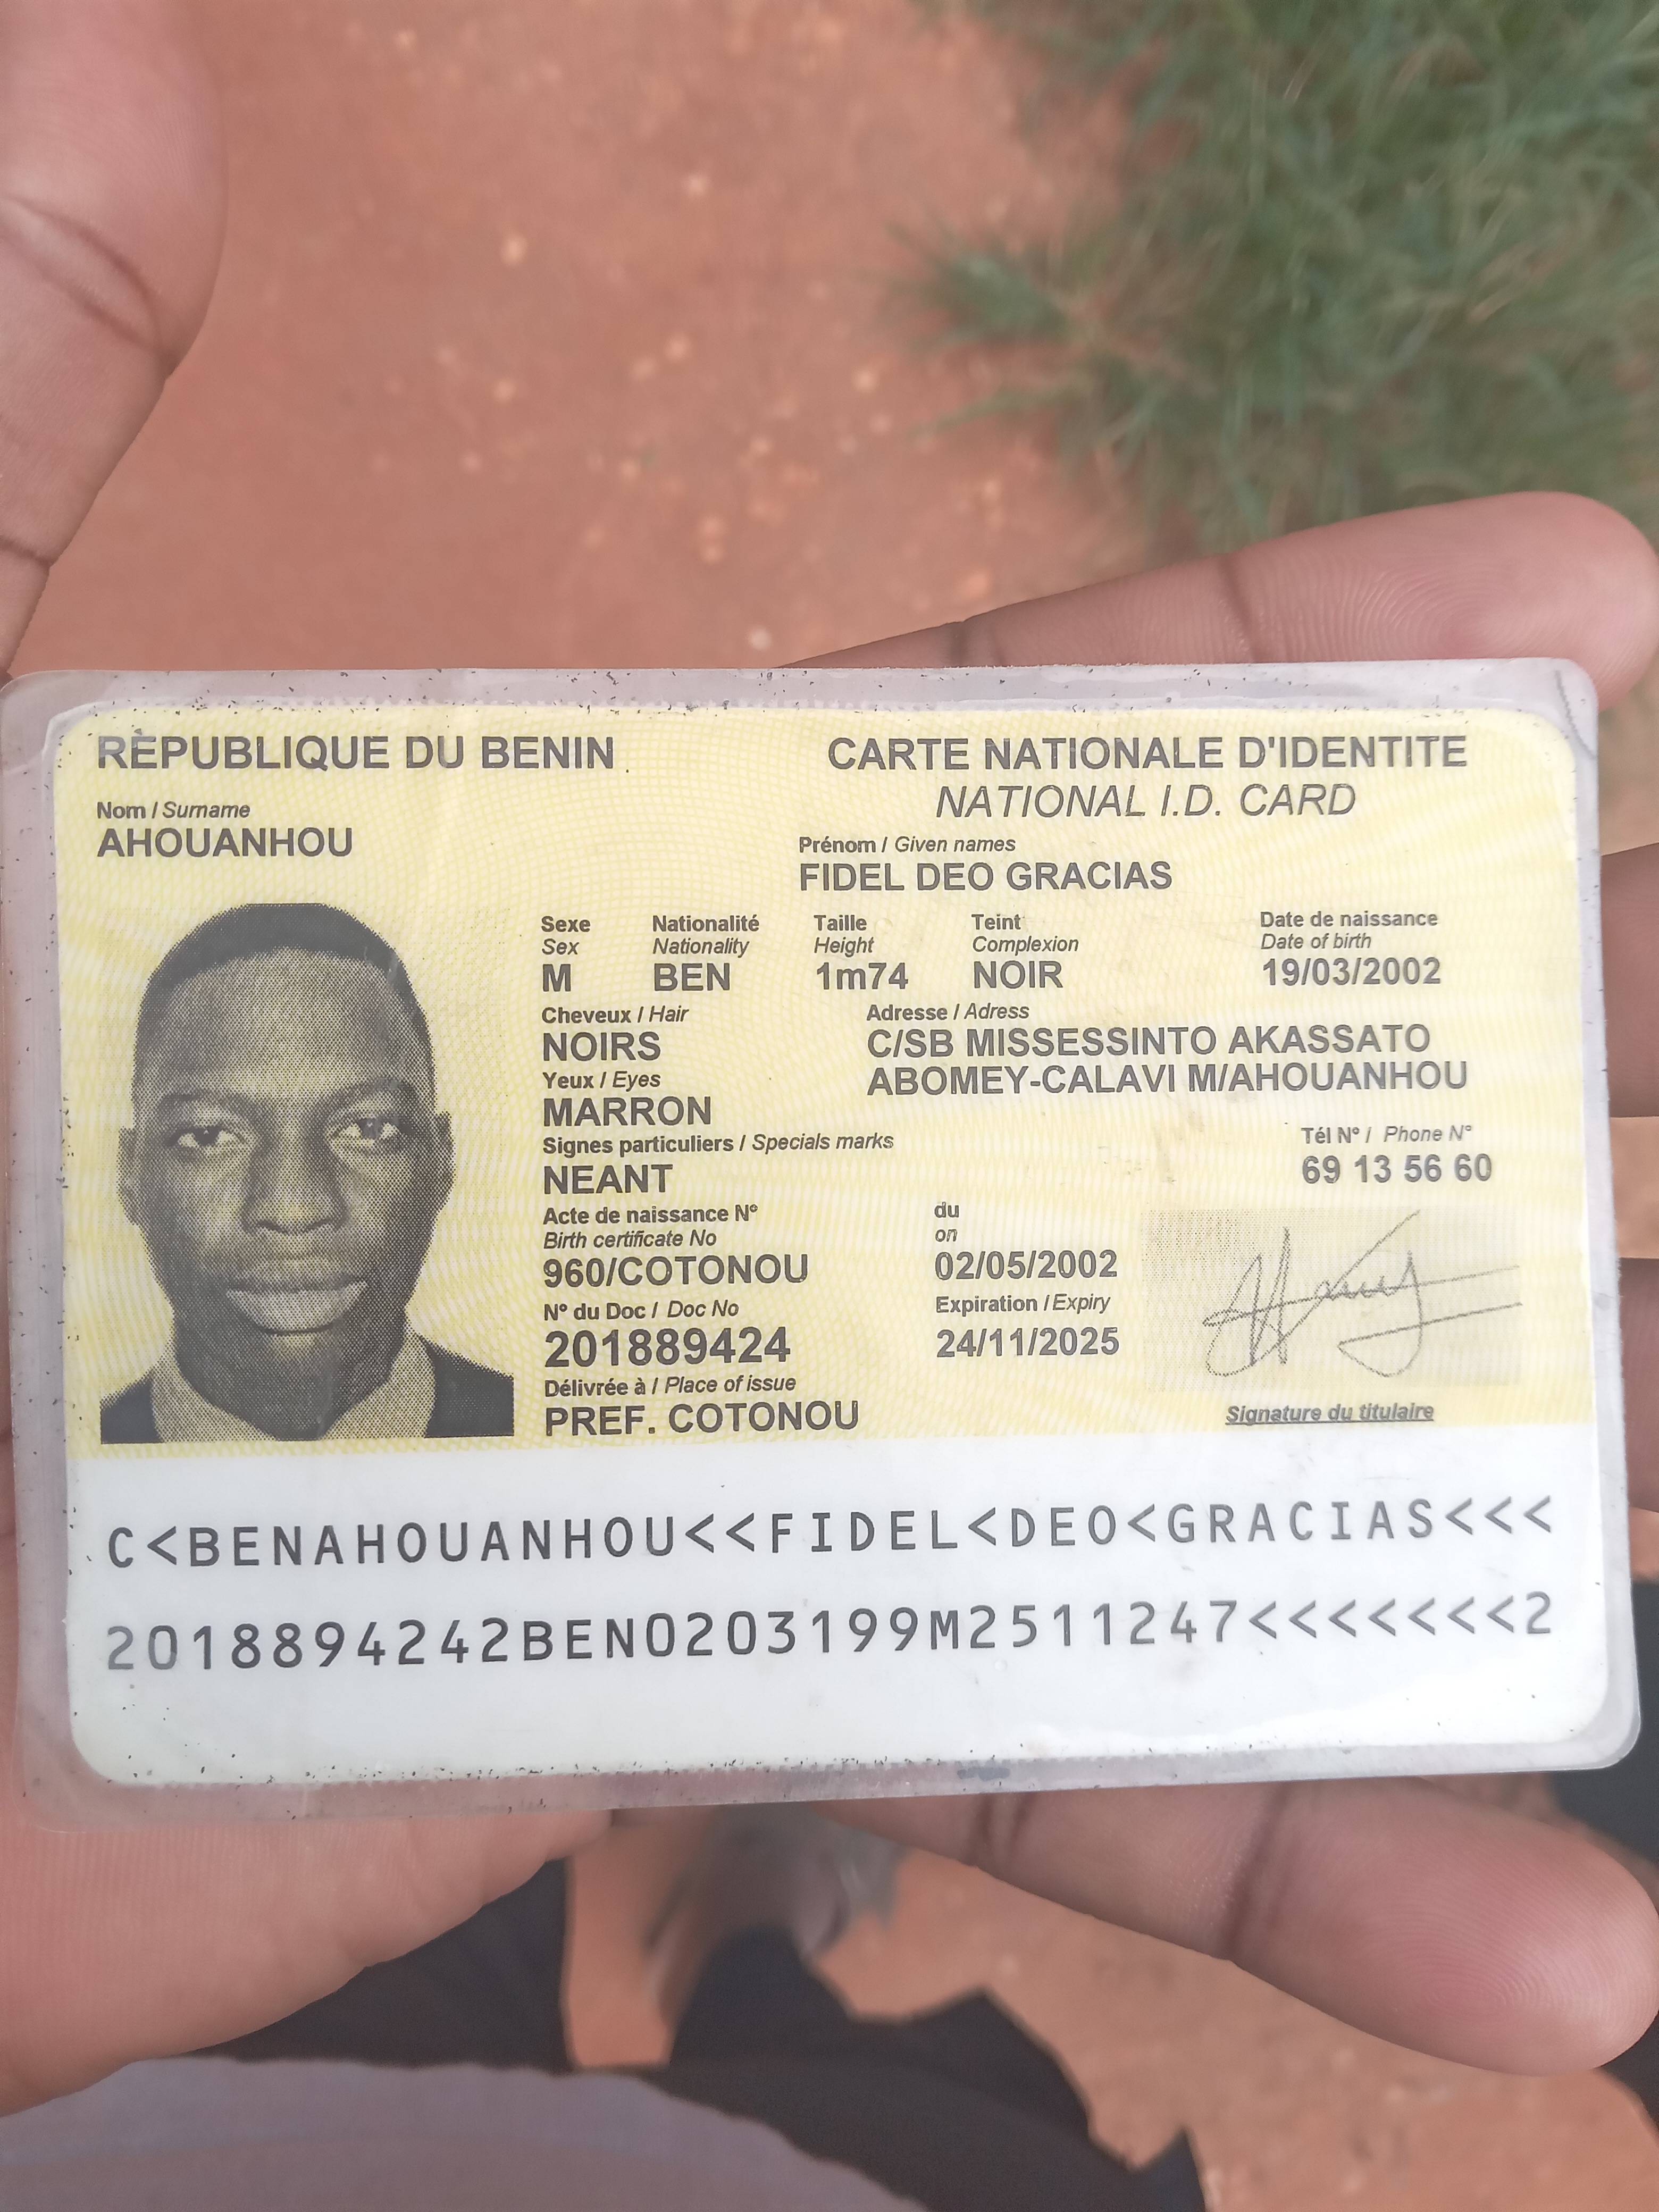 REPUBLIQUE DU BENIN
CARTE NATIONALE D'IDENTITE
NATIONAL I.D. CARD
Nom / Surname
AHOUANHOU
Prénom / Given names
FIDEL DEO GRACIAS
Sexe Nationalité Taille Teint Date de naissance
Sex Nationality Height Complexion Date of birth
M BEN 1m74 NOIR 19/03/2002
Cheveux / Hair
NOIRS
Adresse / Adress
C/SB MISSESSINTO AKASSATO
ABOMEY-CALAVI M/AHOUANHOU
Yeux / Eyes
MARRON
Signes particuliers / Specials marks
NEANT
Tél N° / Phone N°
69 13 56 60
Acte de naissance N° du
Birth certificate No on
960/COTONOU 02/05/2002
N° du Doc / Doc No Expiration / Expiry
201889424 24/11/2025
Délivrée à / Place of issue
PREF. COTONOU
Signature du titulaire
C<BENAHOUANHOU<<FIDEL<DEO<GRACIAS<<<
2018894242BEN0203199M2511247<<<<<<<2